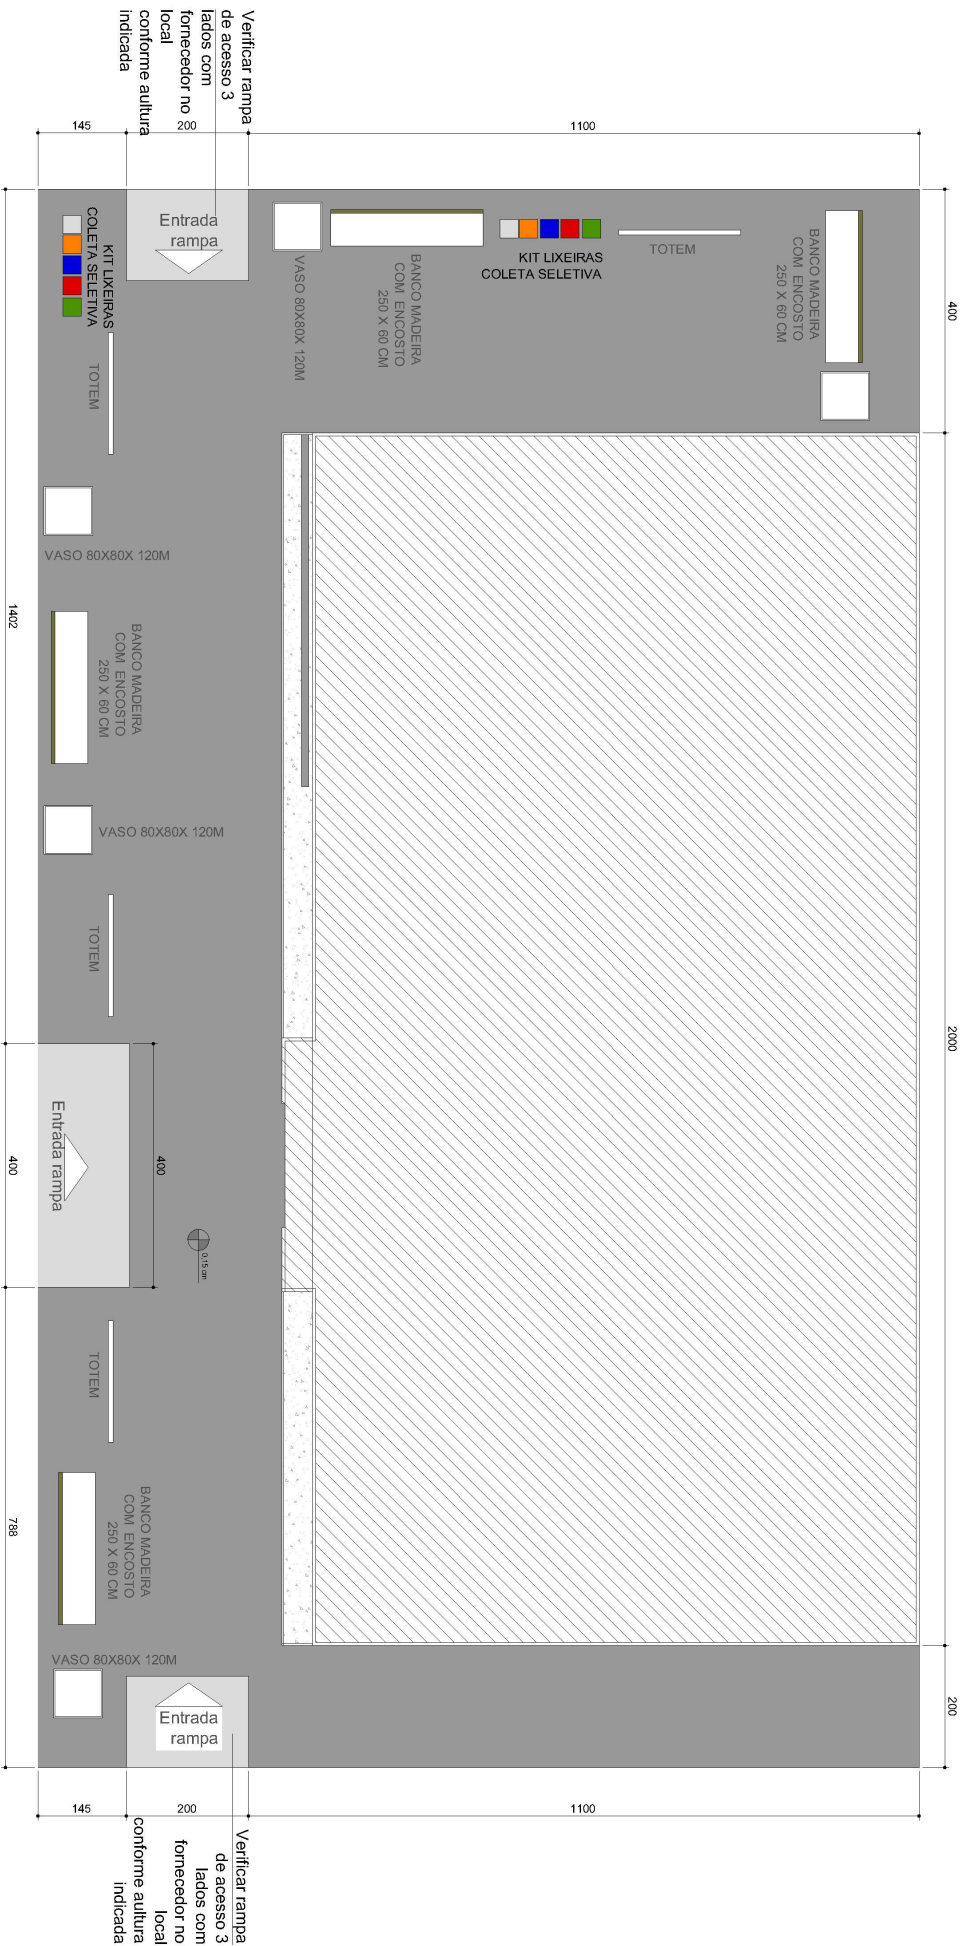 Verificar rampa
de acesso 3
lados com
fornecedor no
local
conforme aultura
indicada
145
200
1100
Entrada
rampa
KIT LIXEIRAS
COLETA SELETIVA
TOTEM
VASO 80X80X 120M
BANCO MADEIRA
COM ENCOSTO
250 X 60 CM
KIT LIXEIRAS
COLETA SELETIVA
TOTEM
BANCO MADEIRA
COM ENCOSTO
250 X 60 CM
400
VASO 80X80X 120M
1402
BANCO MADEIRA
COM ENCOSTO
250 X 60 CM
VASO 80X80X 120M
TOTEM
2000
Entrada rampa
400
400
0,15 cm
TOTEM
BANCO MADEIRA
COM ENCOSTO
250 X 60 CM
788
VASO 80X80X 120M
Entrada
rampa
200
145
200
1100
Verificar rampa
de acesso 3
lados com
fornecedor no
local
conforme aultura
indicada